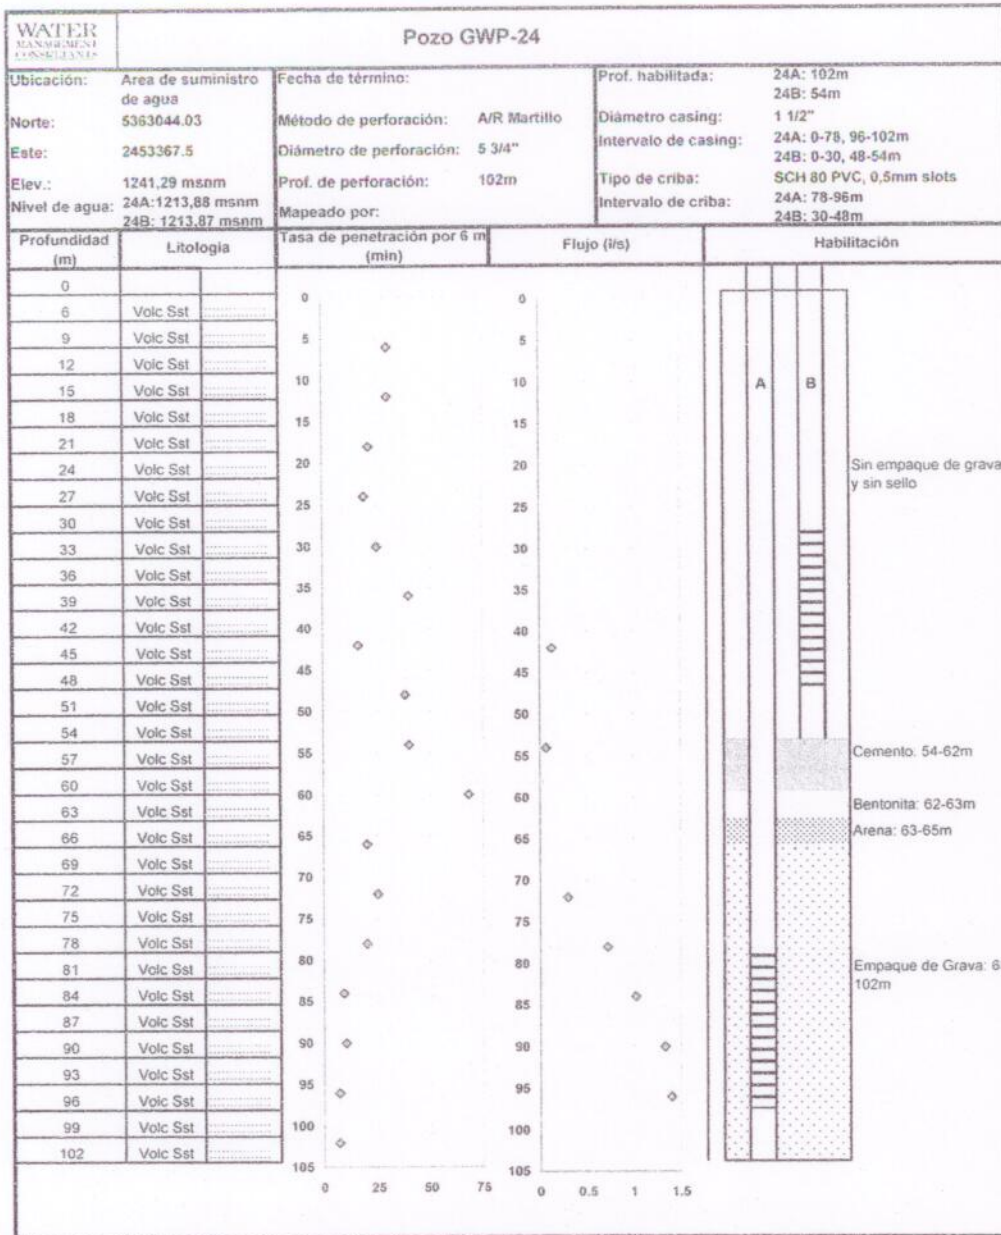 WATER
MANAGEMENT
CONSULTANTS
Pozo GWP-24
Ubicación: Area de suministro de agua
Norte: 5363044.03
Este: 2453367.5
Elev.: 1241,29 msnm
Nivel de agua: 24A:1213,88 msnm
24B: 1213,87 msnm
Fecha de término:
Método de perforación: A/R Martillo
Diámetro de perforación: 5 3/4"
Prof. de perforación: 102m
Mapeado por:
Prof. habilitada: 24A: 102m
24B: 54m
Diámetro casing: 1 1/2"
Intervalo de casing: 24A: 0-78, 96-102m
24B: 0-30, 48-54m
Tipo de criba: SCH 80 PVC, 0,5mm slots
Intervalo de criba: 24A: 78-96m
24B: 30-48m
Profundidad (m) Litologia Tasa de penetración por 6 m (min) Flujo (l/s) Habilitación
0
6 Volc Sst
9 Volc Sst
12 Volc Sst
15 Volc Sst
18 Volc Sst
21 Volc Sst
24 Volc Sst
27 Volc Sst
30 Volc Sst
33 Volc Sst
36 Volc Sst
39 Volc Sst
42 Volc Sst
45 Volc Sst
48 Volc Sst
51 Volc Sst
54 Volc Sst
57 Volc Sst
60 Volc Sst
63 Volc Sst
66 Volc Sst
69 Volc Sst
72 Volc Sst
75 Volc Sst
78 Volc Sst
81 Volc Sst
84 Volc Sst
87 Volc Sst
90 Volc Sst
93 Volc Sst
96 Volc Sst
99 Volc Sst
102 Volc Sst
0
5
10
15
20
25
30
35
40
45
50
55
60
65
70
75
80
85
90
95
100
105
0 25 50 75
0
5
10
15
20
25
30
35
40
45
50
55
60
65
70
75
80
85
90
95
100
105
0 0.5 1 1.5
A B
Sin empaque de grava
y sin sello
Cemento: 54-62m
Bentonita: 62-63m
Arena: 63-65m
Empaque de Grava: 6
102m